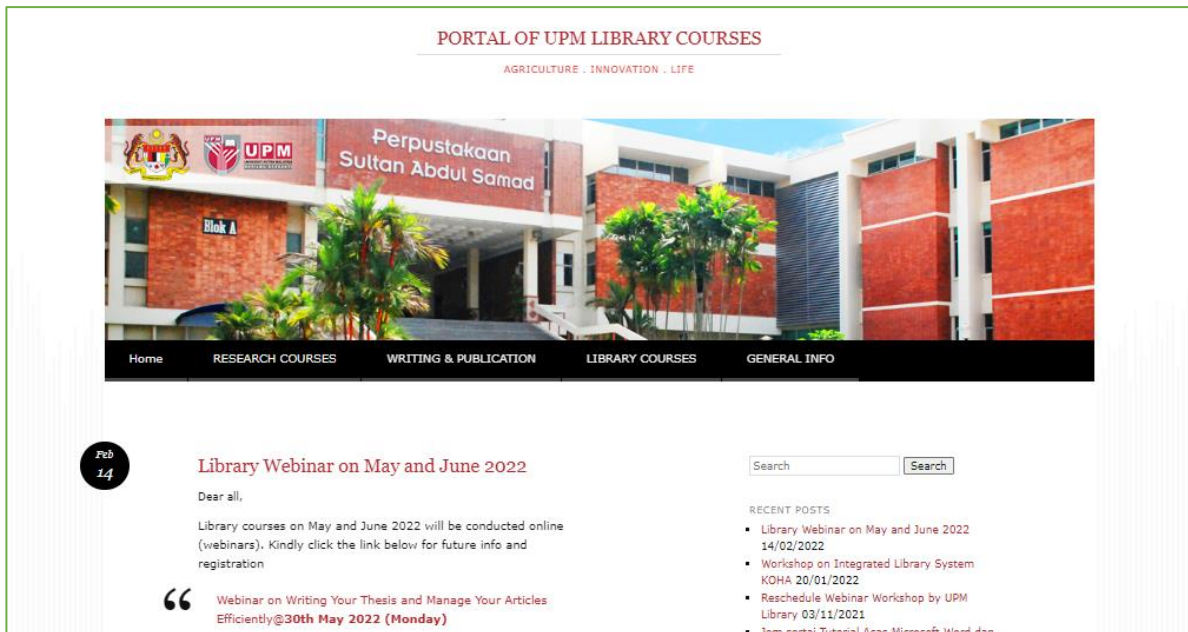 PORTAL OF UPM LIBRARY COURSES
AGRICULTURE . INNOVATION . LIFE
UPM
UPM
Perpustakaan
Sultan Abdul Samad
Blok A
Home RESEARCH COURSES WRITING & PUBLICATION LIBRARY COURSES GENERAL INFO
Feb
14
Library Webinar on May and June 2022
Dear all,
Library courses on May and June 2022 will be conducted online
(webinars). Kindly click the link below for future info and
registration
“ Webinar on Writing Your Thesis and Manage Your Articles
Efficiently@30th May 2022 (Monday)
Search Search
RECENT POSTS
Library Webinar on May and June 2022
14/02/2022
Workshop on Integrated Library System
KOHA 20/01/2022
Reschedule Webinar Workshop by UPM
Library 03/11/2021